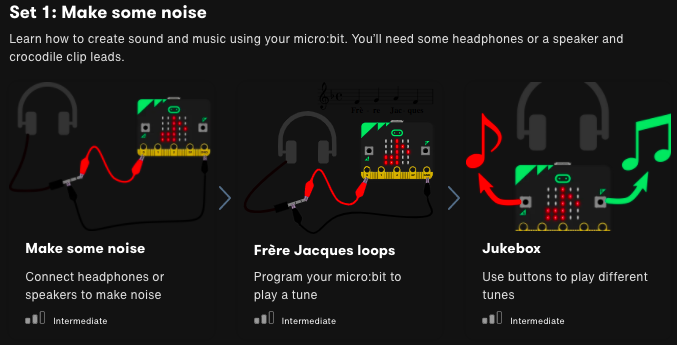 Set 1: Make some noise
Learn how to create sound and music using your micro:bit. You'll need some headphones or a speaker and
crocodile clip leads.
Frè re Jac ques
Make some noise
Connect headphones or
speakers to make noise
Intermediate
Frère Jacques loops
Program your micro:bit to
play a tune
Intermediate
Jukebox
Use buttons to play different
tunes
Intermediate